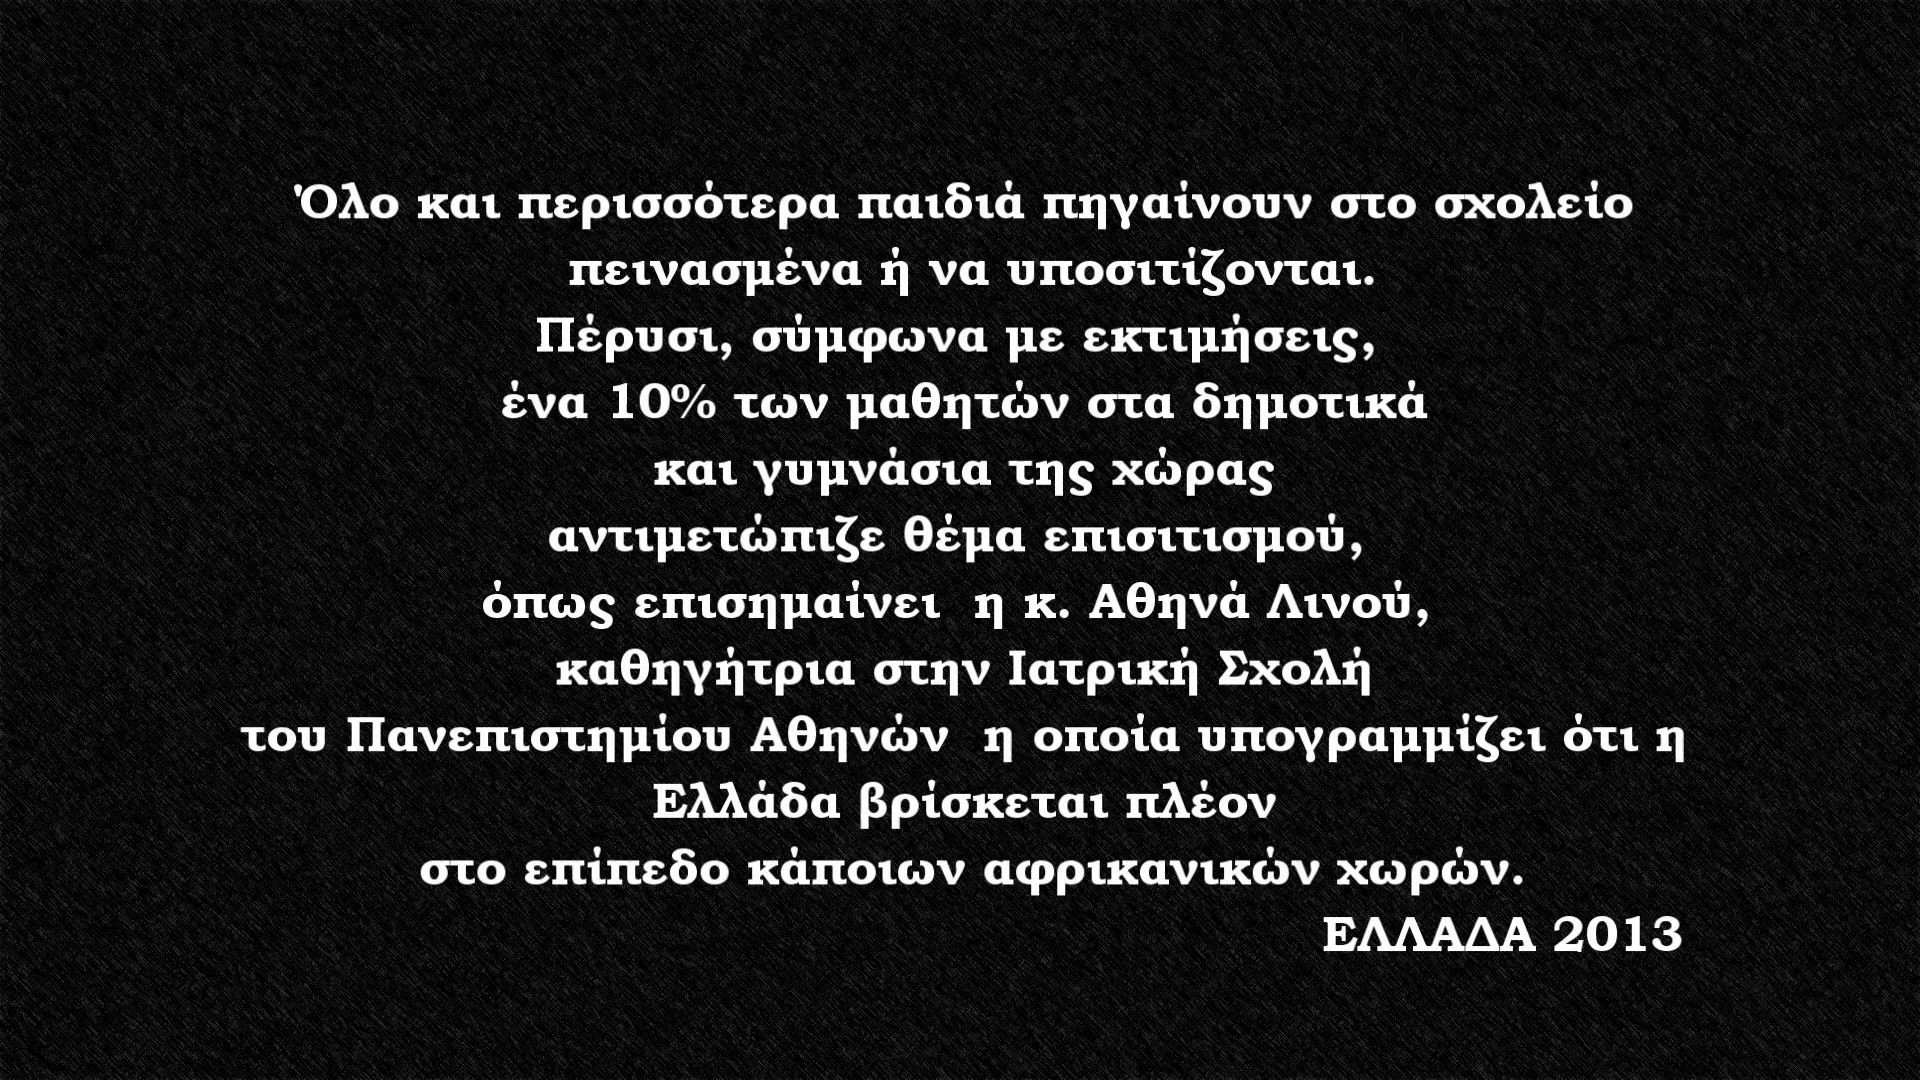 Όλο και περισσότερα παιδιά πηγαίνουν στο σχολείο
πεινασμένα ή να υποσιτίζονται.
Πέρυσι, σύμφωνα με εκτιμήσεις,
ένα 10% των μαθητών στα δημοτικά
και γυμνάσια της χώρας
αντιμετώπιζε θέμα επισιτισμού,
όπως επισημαίνει  η κ. Αθηνά Λινού,
καθηγήτρια στην Ιατρική Σχολή
του Πανεπιστημίου Αθηνών  η οποία υπογραμμίζει ότι η
Ελλάδα βρίσκεται πλέον
στο επίπεδο κάποιων αφρικανικών χωρών.
ΕΛΛΑΔΑ 2013